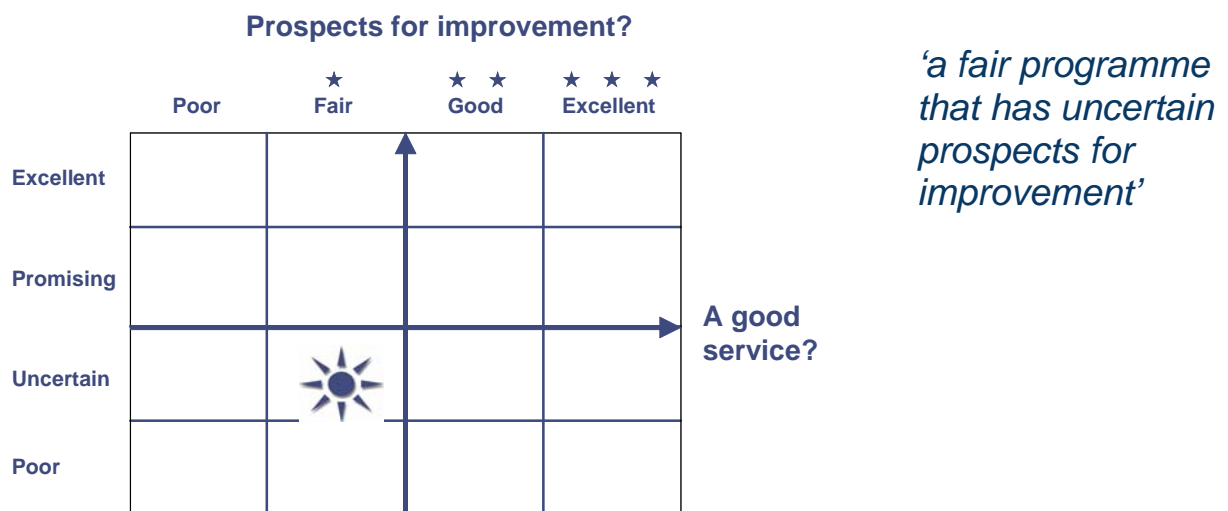 Prospects for improvement?
Poor Fair Good Excellent
Excellent
Promising
Uncertain
Poor
A good
service?
‘a fair programme
that has uncertain
prospects for
improvement’